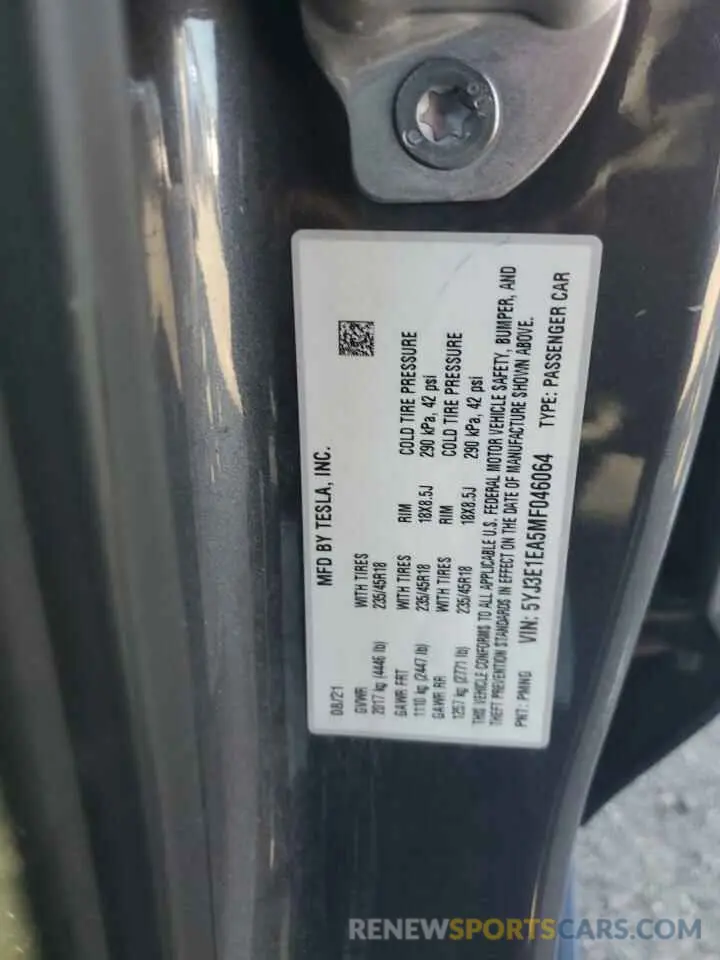 MFD BY TESLA, INC.
08/21
GVWR WITH TIRES
2017 kg (4446 lb) 235/45R18
GAWR FRT WITH TIRES RIM COLD TIRE PRESSURE
1110 kg (2447 lb) 235/45R18 18X8.5J 290 kPa, 42 psi
GAWR RR WITH TIRES RIM COLD TIRE PRESSURE
1257 kg (2771 lb) 235/45R18 18X8.5J 290 kPa, 42 psi
THIS VEHICLE CONFORMS TO ALL APPLICABLE U.S. FEDERAL MOTOR VEHICLE SAFETY, BUMPER, AND
THEFT PREVENTION STANDARDS IN EFFECT ON THE DATE OF MANUFACTURE SHOWN ABOVE.
PNT: PMNG VIN: 5YJ3E1EA5MF046064 TYPE: PASSENGER CAR
RENEWSPORTSCARS.COM